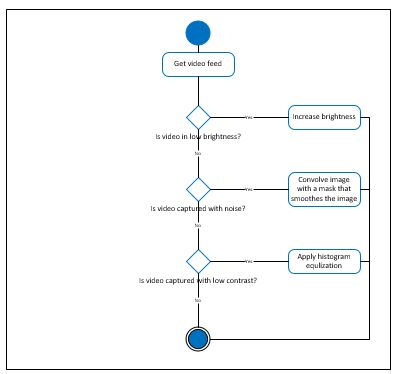 Get video feed
Yes
Increase brightness
Is video in low brightness?
No
Yes
Convolve image
with a mask that
smoothes the image
Is video captured with noise?
No
Yes
Apply histogram
equlization
Is video captured with low contrast?
No